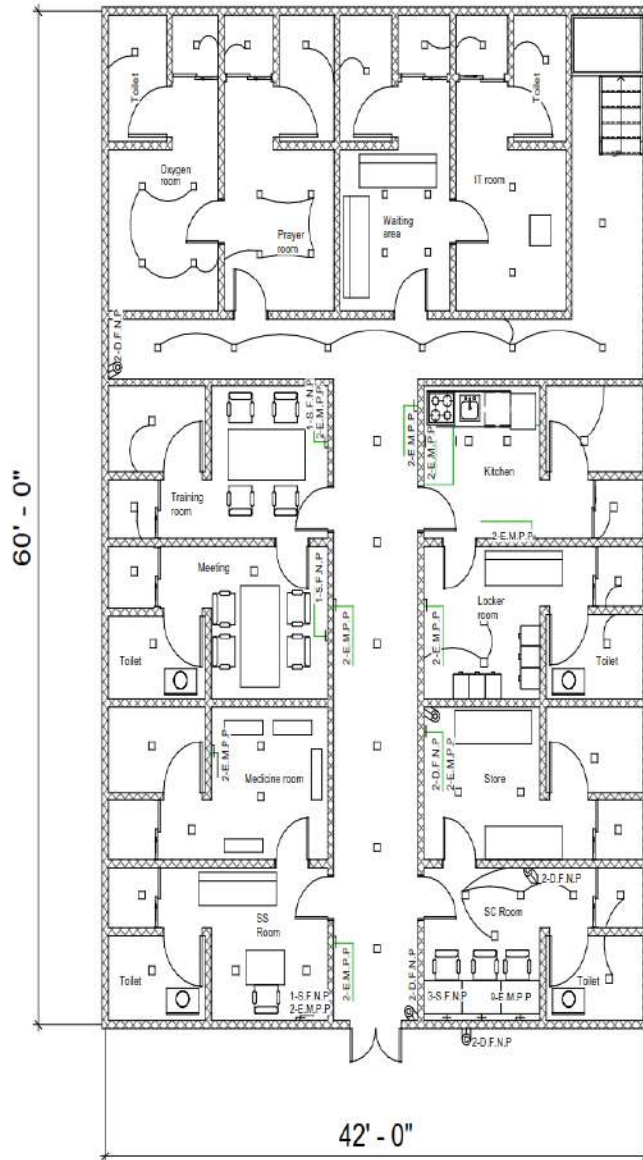 Toilet
Toilet
Oxygen
room
Prayer
room
Waiting
area
IT room
2-D.F.N.P
1-S.F.N.P
2-E.M.P.P
2-E.M.P.P
2-E.M.P.P
Kitchen
Training
room
2-E.M.P.P
60' - 0"
Meeting
1-S.F.N.P
2-E.M.P.P
2-E.M.P.P
Locker
room
Toilet
Toilet
2-E.M.P.P
Medicine room
2-D.F.N.P
2-E.M.P.P
Store
2-D.F.N.P
SS
Room
SC Room
2-E.M.P.P
Toilet
Toilet
1-S.F.N.P
2-E.M.P.P
2-D.F.N.P
3-S.F.N.P
9-E.M.P.P
2-D.F.N.P
42' - 0"